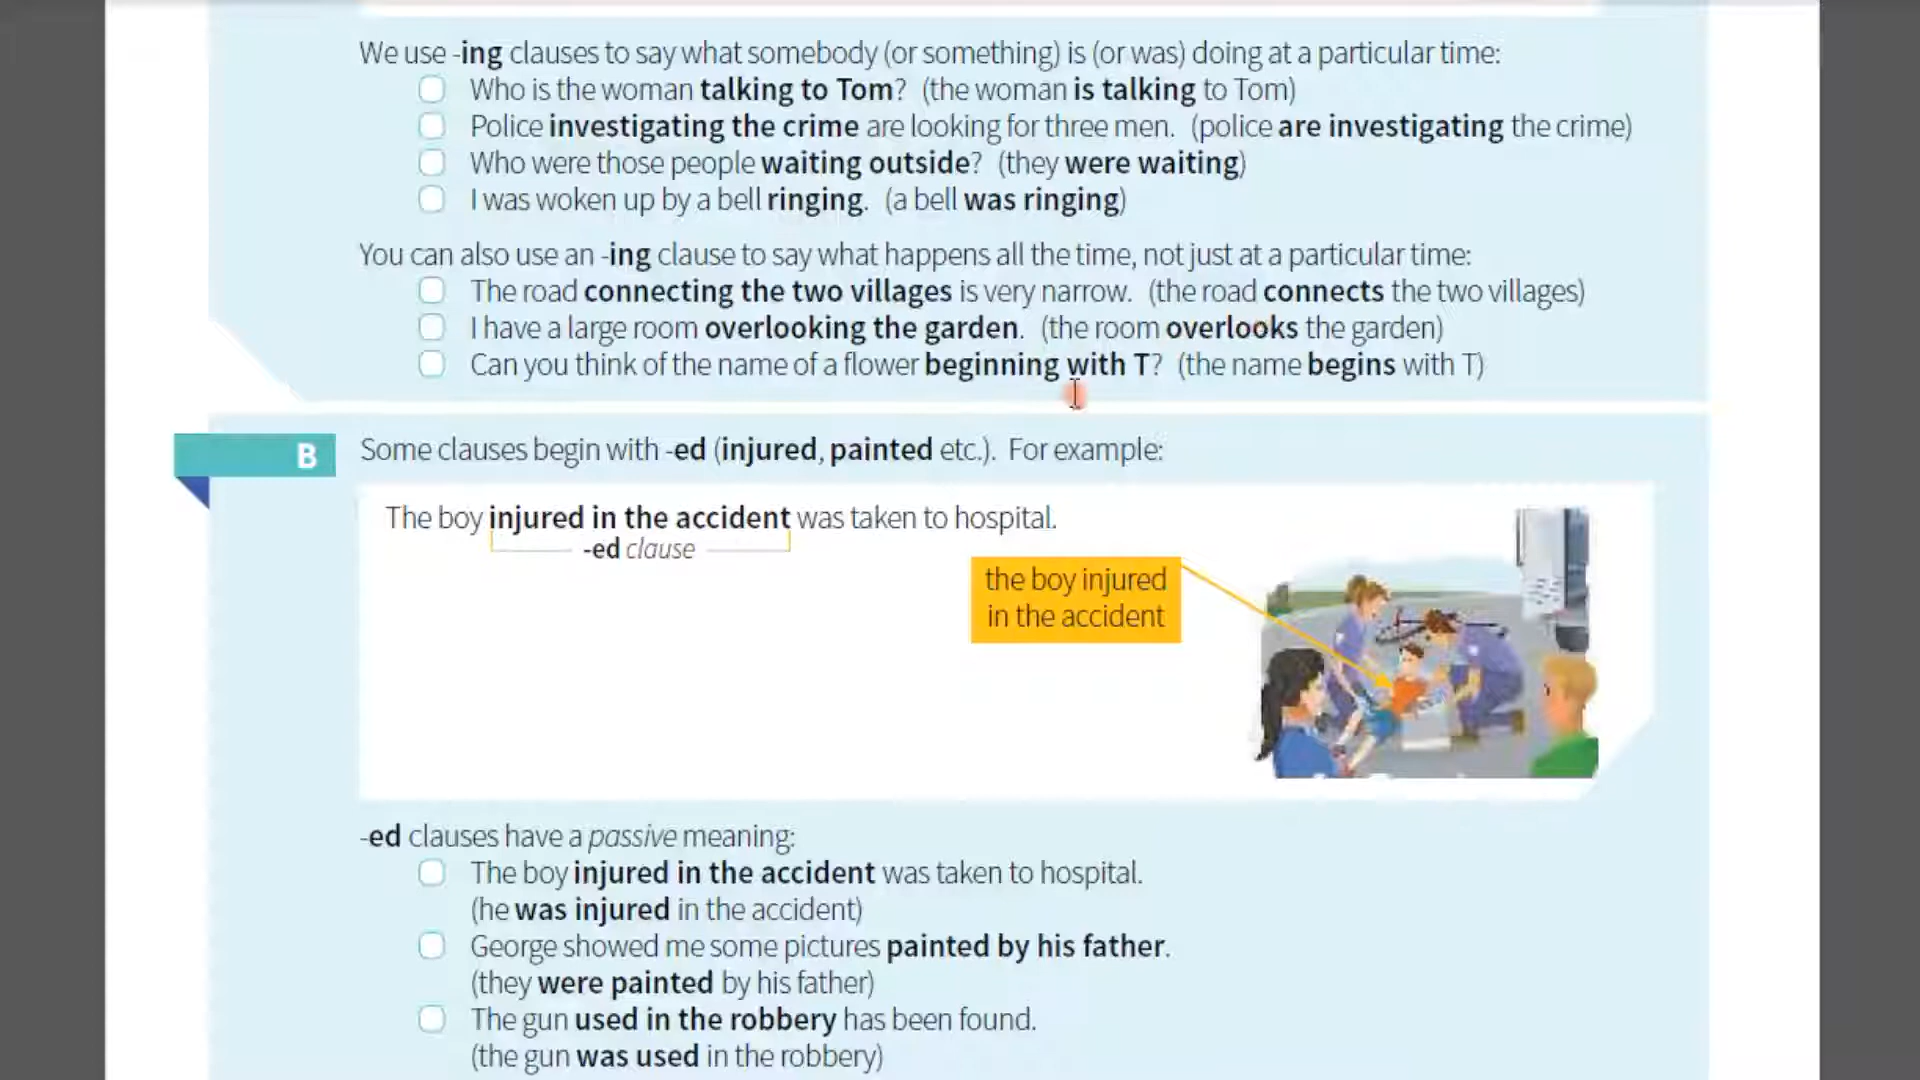 We use -ing clauses to say what somebody (or something) is (or was) doing at a particular time:
Who is the woman talking to Tom? (the woman is talking to Tom)
Police investigating the crime are looking for three men. (police are investigating the crime)
Who were those people waiting outside? (they were waiting)
I was woken up by a bell ringing. (a bell was ringing)
You can also use an -ing clause to say what happens all the time, not just at a particular time:
The road connecting the two villages is very narrow. (the road connects the two villages)
I have a large room overlooking the garden. (the room overlooks the garden)
Can you think of the name of a flower beginning with T? (the name begins with T)
B
Some clauses begin with -ed (injured, painted etc.). For example:
The boy injured in the accident was taken to hospital.
-ed clause
the boy injured
in the accident
-ed clauses have a passive meaning:
The boy injured in the accident was taken to hospital.
(he was injured in the accident)
George showed me some pictures painted by his father.
(they were painted by his father)
The gun used in the robbery has been found.
(the gun was used in the robbery)